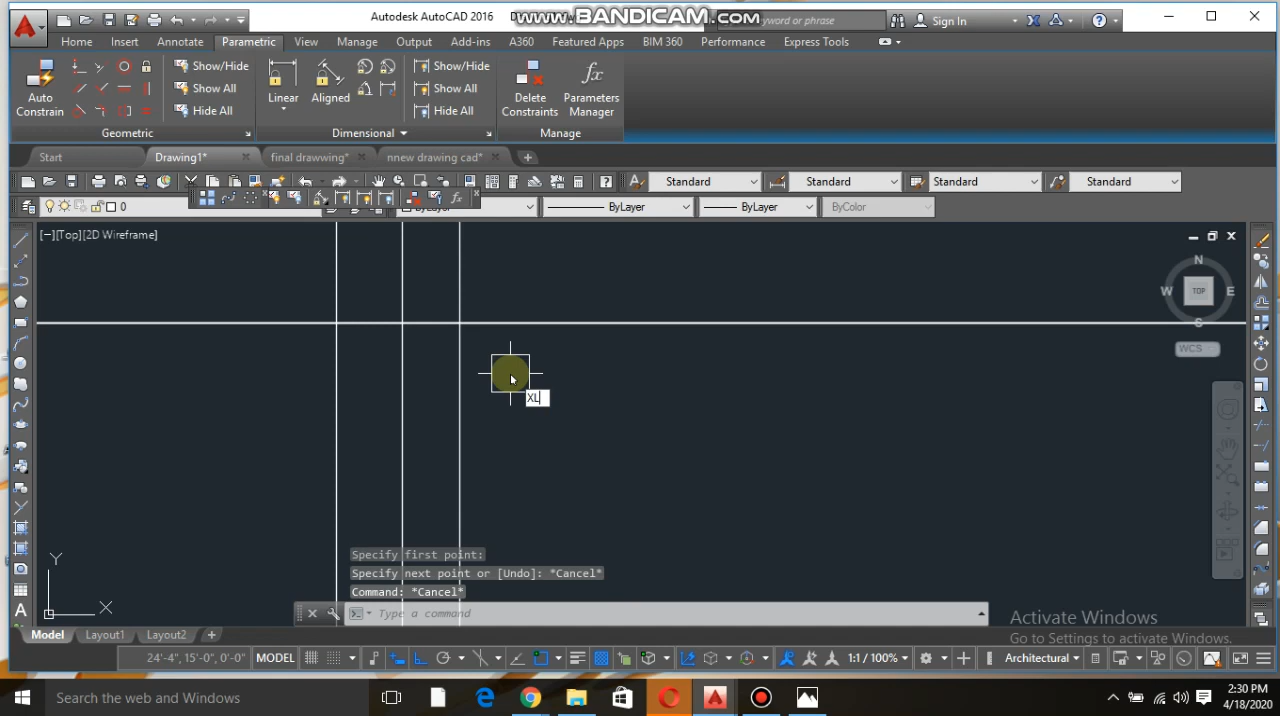 Autodesk AutoCAD 2016 D
www.BANDICAM.com
keyword or phrase
Sign In
Home Insert Annotate Parametric View Manage Output Add-ins A360 Featured Apps BIM 360 Performance Express Tools
Auto Constrain
Show/Hide
Show All
Hide All
Linear
Aligned
Show/Hide
Show All
Hide All
Delete Constraints
Parameters Manager
Geometric
Dimensional
Manage
Start Drawing1* final drawwing* nnew drawing cad*
Standard Standard Standard Standard
0
ByLayer ByLayer ByLayer ByColor
[−][Top][2D Wireframe]
N
W TOP E
S
WCS
XL
Specify first point:
Specify next point or [Undo]: *Cancel*
Command: *Cancel*
Y
X
Type a command
Activate Windows
Go to Settings to activate Windows.
A
Model Layout1 Layout2 +
24'-4", 15'-0", 0'-0" MODEL 1:1 / 100% Architectural
Search the web and Windows
2:30 PM
4/18/2020